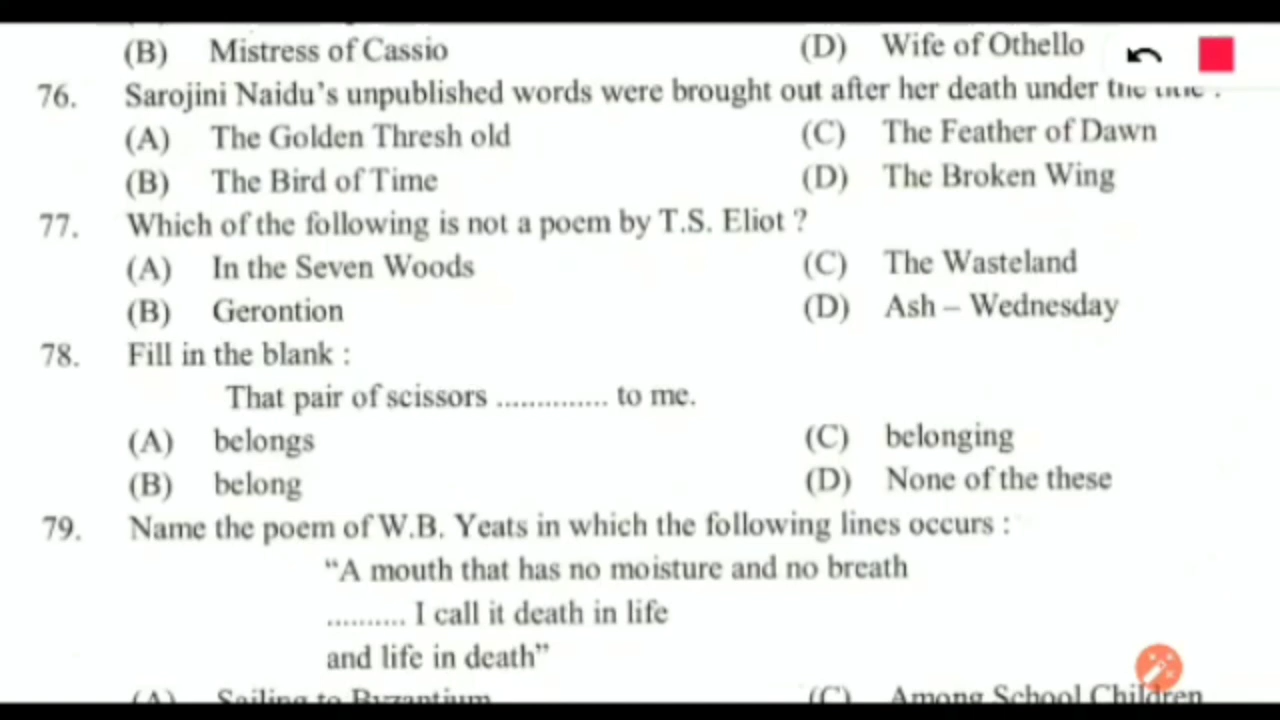 (B) Mistress of Cassio (D) Wife of Othello
76. Sarojini Naidu's unpublished words were brought out after her death under the title :
(A) The Golden Thresh old (C) The Feather of Dawn
(B) The Bird of Time (D) The Broken Wing
77. Which of the following is not a poem by T.S. Eliot ?
(A) In the Seven Woods (C) The Wasteland
(B) Gerontion (D) Ash – Wednesday
78. Fill in the blank :
That pair of scissors .............. to me.
(A) belongs (C) belonging
(B) belong (D) None of the these
79. Name the poem of W.B. Yeats in which the following lines occurs :
“A mouth that has no moisture and no breath
.......... I call it death in life
and life in death”
(A) Sailing to Byzantium (C) Among School Children